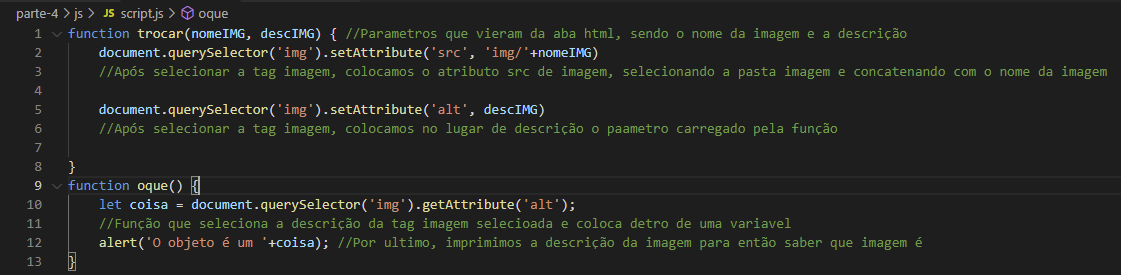 parte-4 > js > JS script.js > oque
1 function trocar(nomeIMG, descIMG) { //Parametros que vieram da aba html, sendo o nome da imagem e a descrição
2 document.querySelector('img').setAttribute('src', 'img/'+nomeIMG)
3 //Após selecionar a tag imagem, colocamos o atributo src de imagem, selecionando a pasta imagem e concatenando com o nome da imagem
4
5 document.querySelector('img').setAttribute('alt', descIMG)
6 //Após selecionar a tag imagem, colocamos no lugar de descrição o paametro carregado pela função
7
8 }
9 function oque() {
10 let coisa = document.querySelector('img').getAttribute('alt');
11 //Função que seleciona a descrição da tag imagem selecioada e coloca detro de uma variavel
12 alert('O objeto é um '+coisa); //Por ultimo, imprimimos a descrição da imagem para então saber que imagem é
13 }